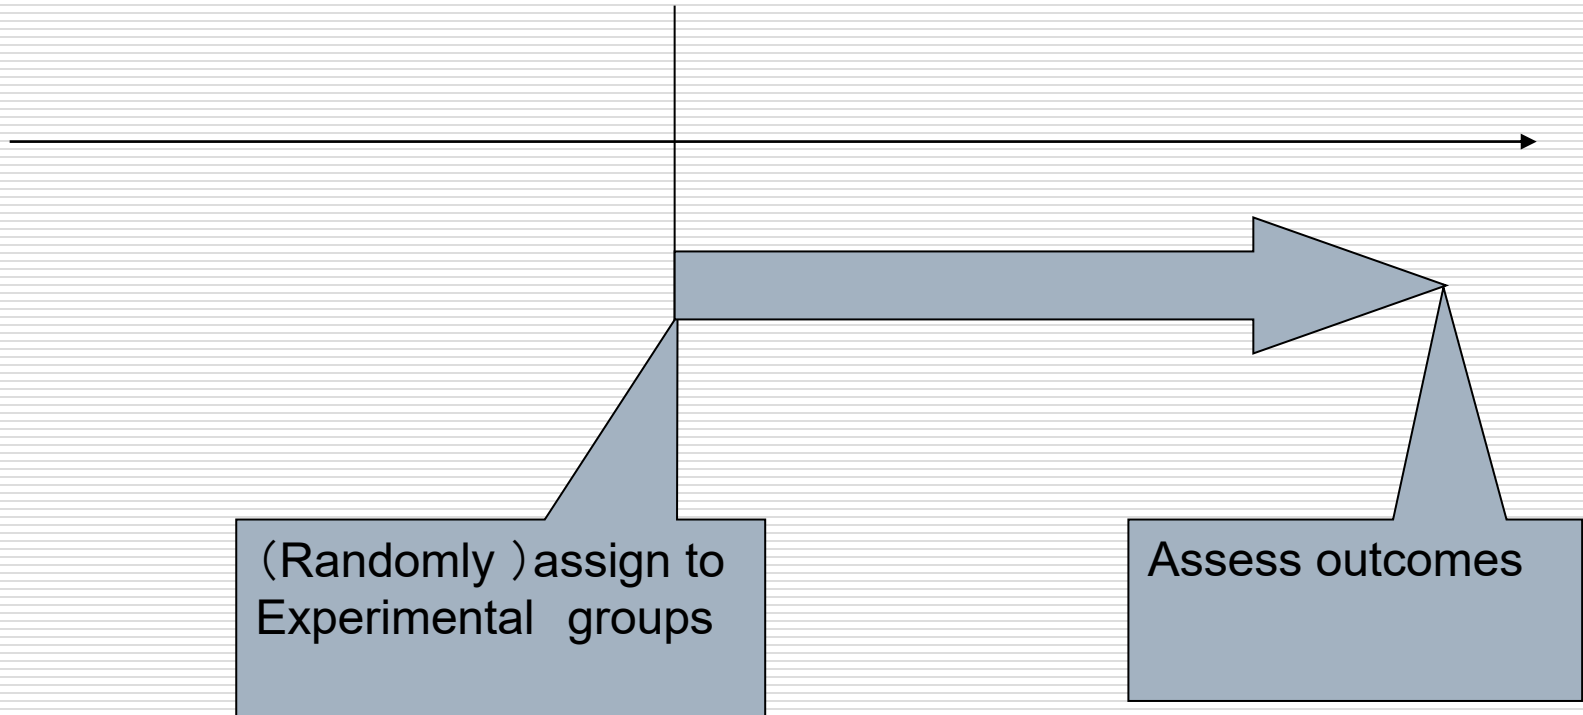 （Randomly ）assign to
Experimental groups
Assess outcomes